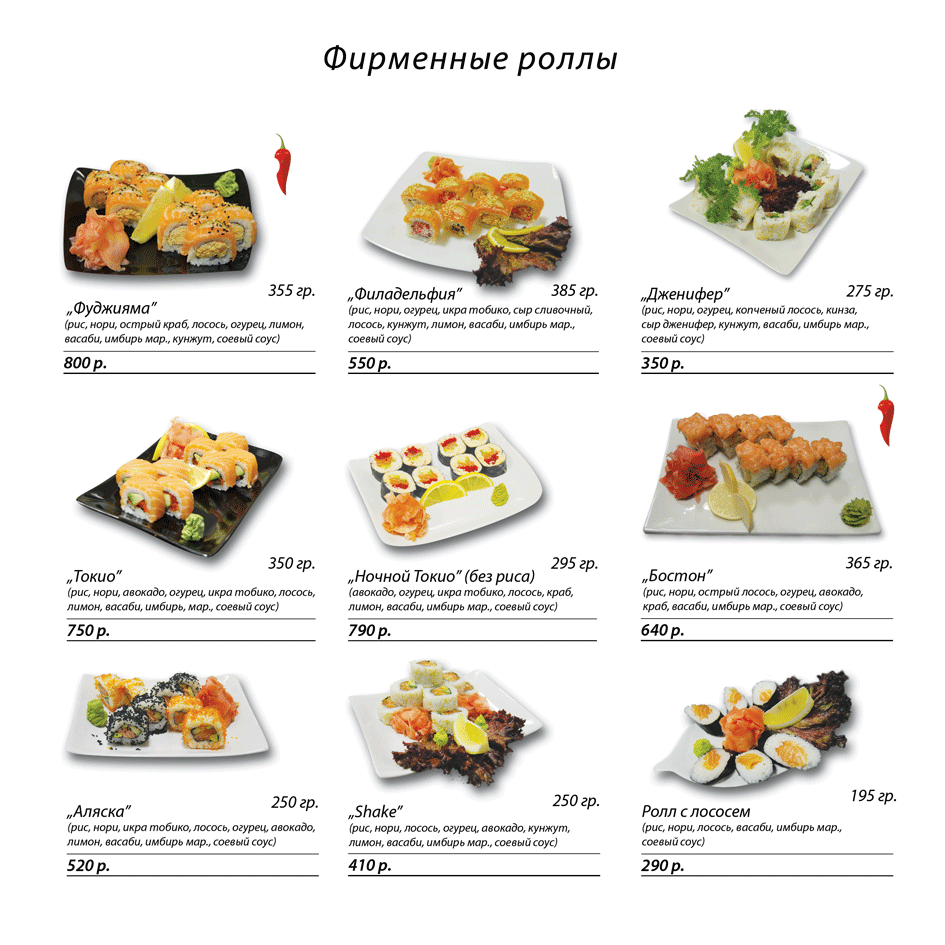 Фирменные роллы
355 гр.
„Фуджияма”
(рис, нори, острый краб, лосось, огурец, лимон,
васаби, имбирь мар., кунжут, соевый соус)
800 р.
385 гр.
„Филадельфия”
(рис, нори, огурец, икра тобико, сыр сливочный,
лосось, кунжут, лимон, васаби, имбирь мар.,
соевый соус)
550 р.
275 гр.
„Дженифер”
(рис, нори, огурец, копченый лосось, кинза,
сыр дженифер, кунжут, васаби, имбирь мар.,
соевый соус)
350 р.
350 гр.
„Токио”
(рис, нори, авокадо, огурец, икра тобико, лосось,
лимон, васаби, имбирь, мар., соевый соус)
750 р.
295 гр.
„Ночной Токио” (без риса)
(авокадо, огурец, икра тобико, лосось, краб,
лимон, васаби, имбирь мар., соевый соус)
790 р.
365 гр.
„Бостон”
(рис, нори, острый лосось, огурец, авокадо,
краб, васаби, имбирь мар., соевый соус)
640 р.
250 гр.
„Аляска”
(рис, нори, икра тобико, лосось, огурец, авокадо,
лимон, васаби, имбирь мар., соевый соус)
520 р.
250 гр.
„Shake”
(рис, нори, лосось, огурец, авокадо, кунжут,
лимон, васаби, имбирь мар., соевый соус)
410 р.
195 гр.
Ролл с лососем
(рис, нори, лосось, васаби, имбирь мар.,
соевый соус)
290 р.